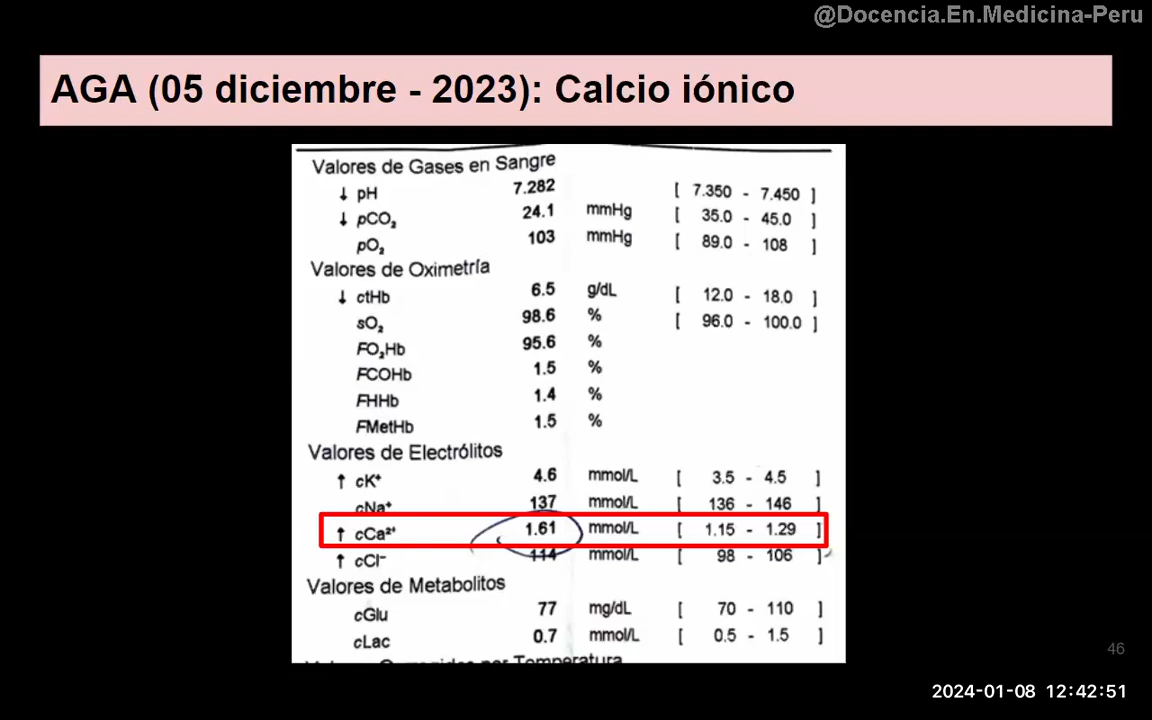 @Docencia.En.Medicina-Peru
AGA (05 diciembre - 2023): Calcio iónico
Valores de Gases en Sangre
↓ pH 7.282 [ 7.350 - 7.450 ]
↓ pCO₂ 24.1 mmHg [ 35.0 - 45.0 ]
pO₂ 103 mmHg [ 89.0 - 108 ]
Valores de Oximetría
↓ ctHb 6.5 g/dL [ 12.0 - 18.0 ]
sO₂ 98.6 % [ 96.0 - 100.0 ]
FO₂Hb 95.6 %
FCOHb 1.5 %
FHHb 1.4 %
FMetHb 1.5 %
Valores de Electrólitos
↑ cK⁺ 4.6 mmol/L [ 3.5 - 4.5 ]
cNa⁺ 137 mmol/L [ 136 - 146 ]
↑ cCa²⁺ 1.61 mmol/L [ 1.15 - 1.29 ]
↑ cCl⁻ 114 mmol/L [ 98 - 106 ]
Valores de Metabolitos
cGlu 77 mg/dL [ 70 - 110 ]
cLac 0.7 mmol/L [ 0.5 - 1.5 ]
por Temperatura
46
2024-01-08 12:42:51